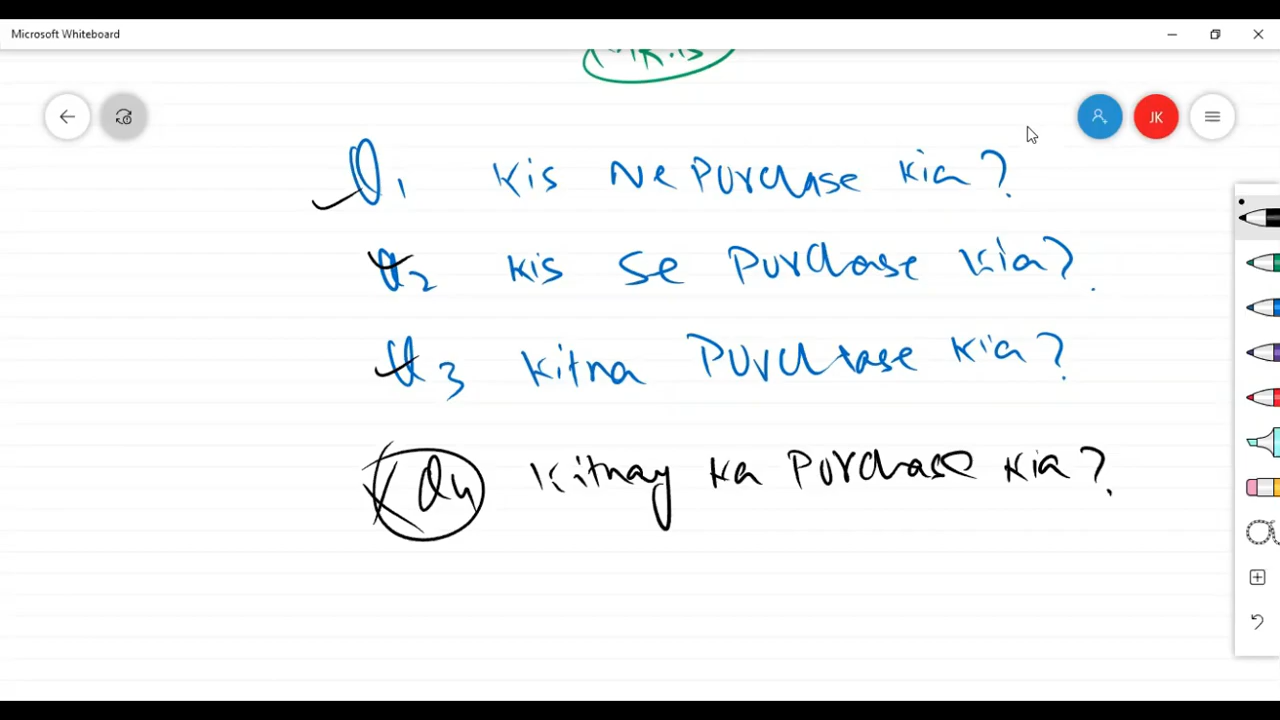 Microsoft Whiteboard
JK
Q1 Kis Ne Purchase Kia?
Q2 Kis Se Purchase Kia?
Q3 Kitna Purchase Kia?
Q4 Kitnay Ka Purchase Kia?